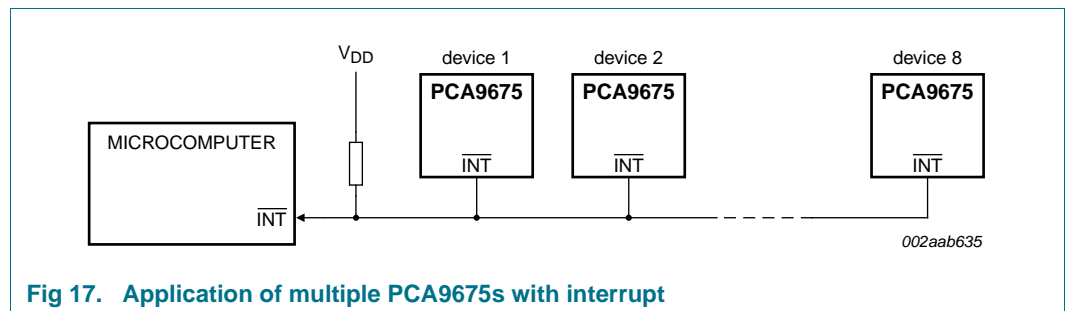 VDD
device 1
device 2
device 8
PCA9675
PCA9675
PCA9675
MICROCOMPUTER
INT
INT
INT
INT
002aab635
Fig 17. Application of multiple PCA9675s with interrupt